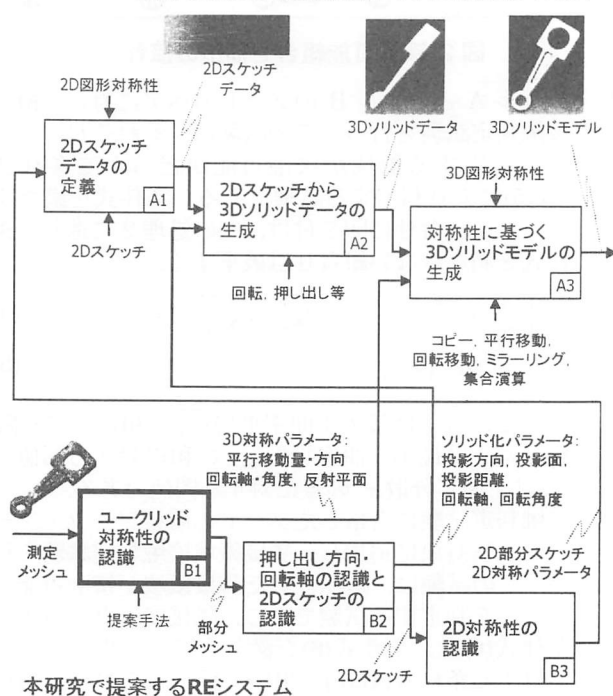 2Dスケッチ
データ
2D図形対称性
3Dソリッドデータ
3Dソリッドモデル
2Dスケッチ
データの
定義
A1
2Dスケッチから
3Dソリッドデータの
生成
A2
3D図形対称性
対称性に基づく
3Dソリッドモデルの
生成
A3
2Dスケッチ
回転, 押し出し等
コピー, 平行移動,
回転移動, ミラーリング,
集合演算
3D対称パラメータ:
平行移動量・方向
回転軸・角度, 反射平面
ソリッド化パラメータ:
投影方向, 投影面,
投影距離,
回転軸, 回転角度
測定
メッシュ
ユークリッド
対称性の
認識
B1
提案手法
部分
メッシュ
押し出し方向・
回転軸の認識と
2Dスケッチの
認識
B2
2D部分スケッチ
2D対称パラメータ
2Dスケッチ
2D対称性の
認識
B3
本研究で提案するREシステム